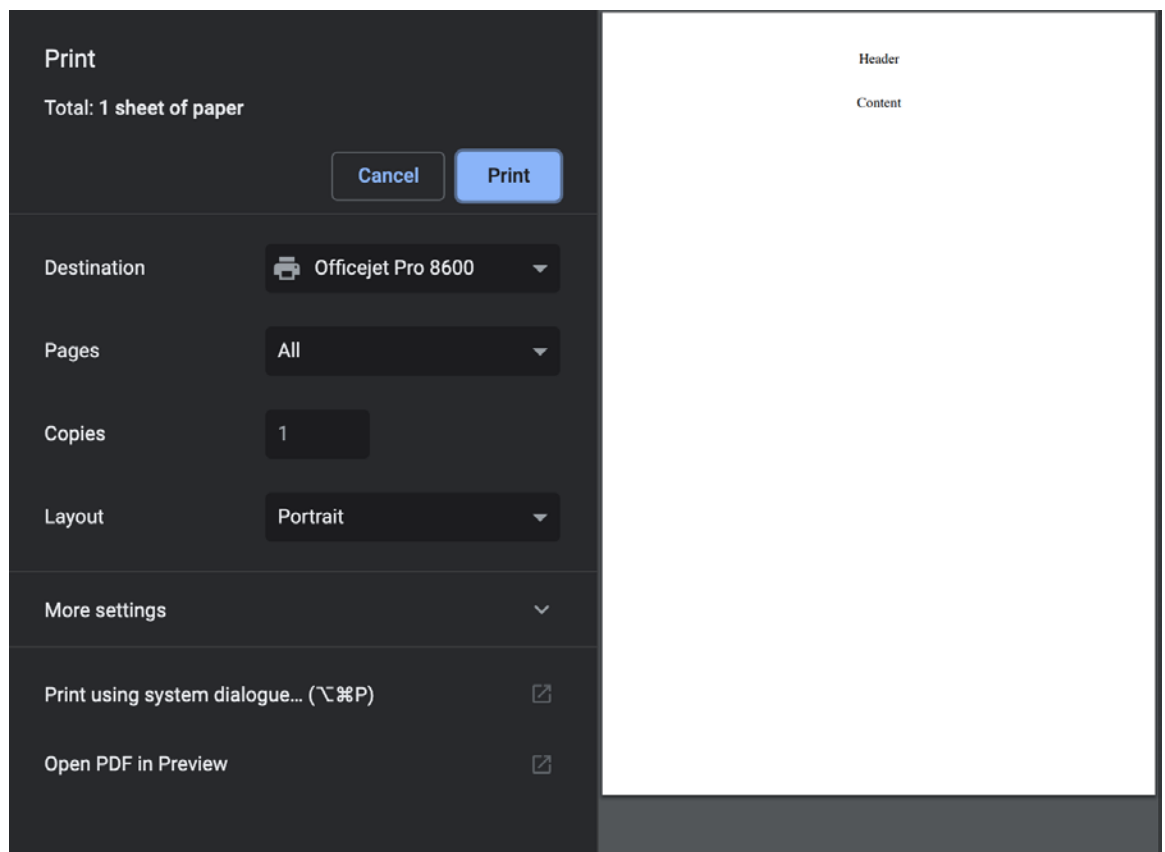 Print
Total: 1 sheet of paper
Cancel Print
Destination Officejet Pro 8600
Pages All
Copies 1
Layout Portrait
More settings
Print using system dialogue... (⌥⌘P)
Open PDF in Preview
Header
Content